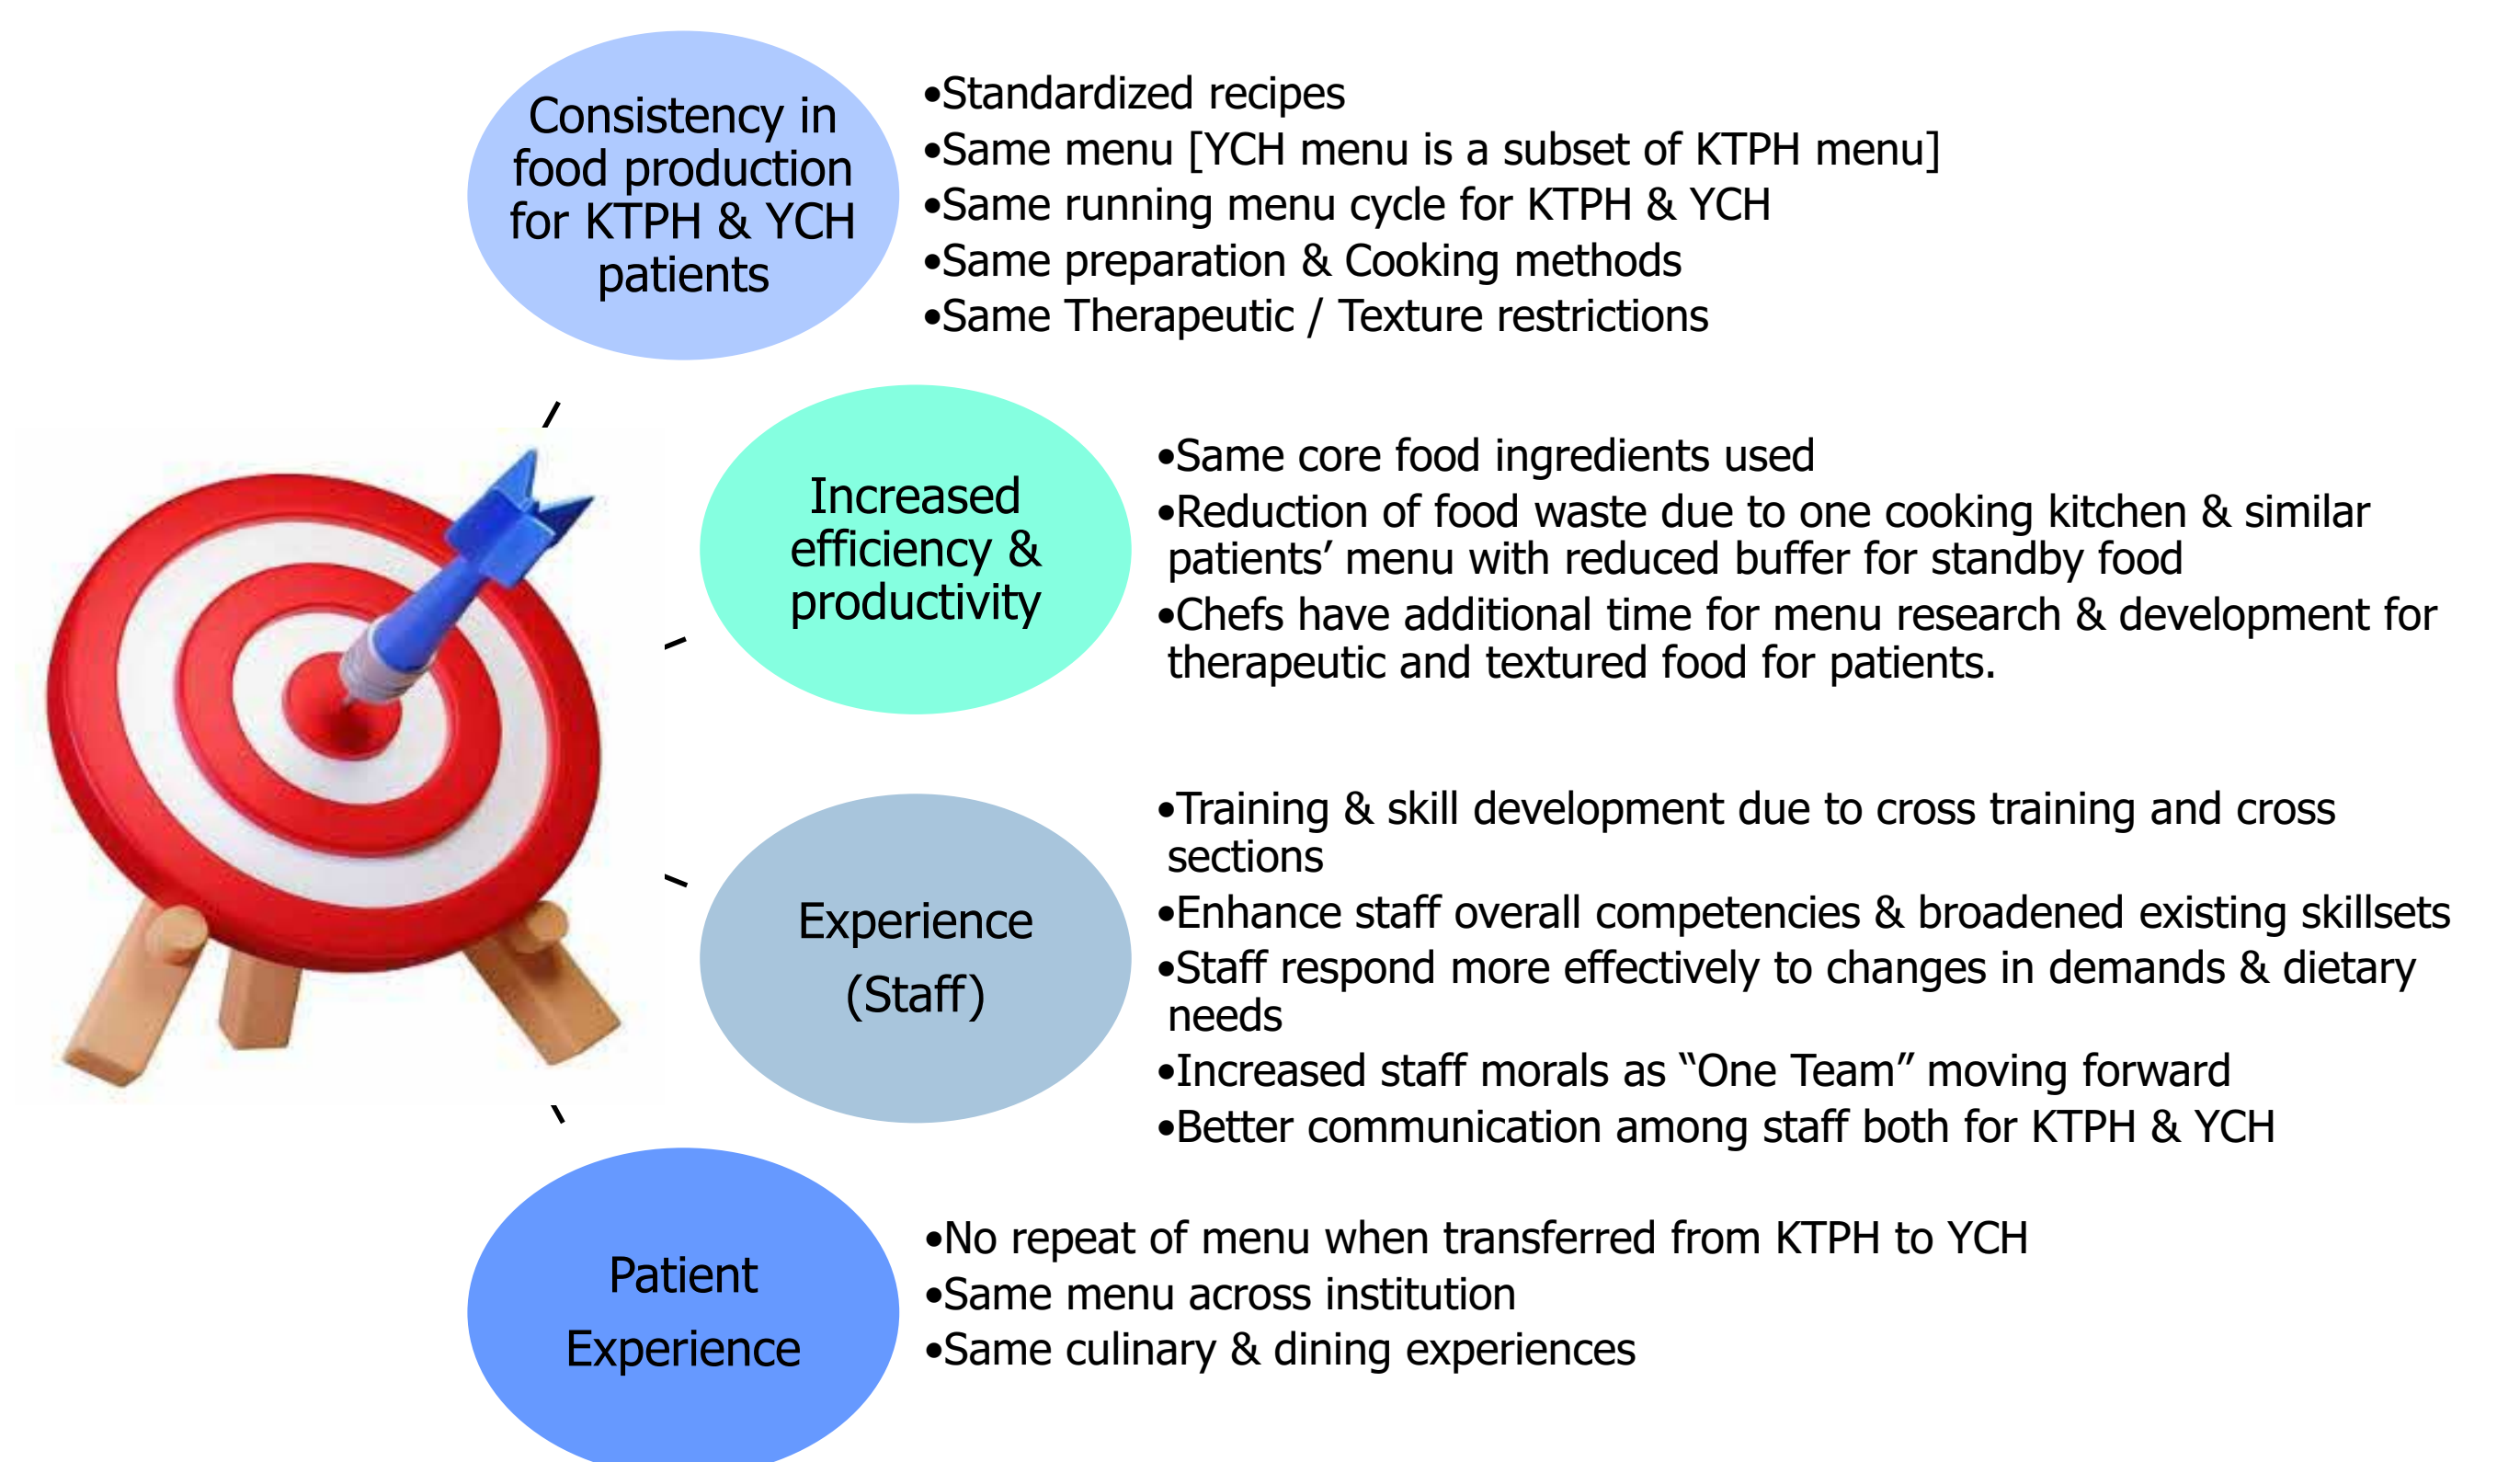 Consistency in
food production
for KTPH & YCH
patients
•Standardized recipes
•Same menu [YCH menu is a subset of KTPH menu]
•Same running menu cycle for KTPH & YCH
•Same preparation & Cooking methods
•Same Therapeutic / Texture restrictions
Increased
efficiency &
productivity
•Same core food ingredients used
•Reduction of food waste due to one cooking kitchen & similar
patients’ menu with reduced buffer for standby food
•Chefs have additional time for menu research & development for
therapeutic and textured food for patients.
Experience
(Staff)
•Training & skill development due to cross training and cross
sections
•Enhance staff overall competencies & broadened existing skillsets
•Staff respond more effectively to changes in demands & dietary
needs
•Increased staff morals as “One Team” moving forward
•Better communication among staff both for KTPH & YCH
Patient
Experience
•No repeat of menu when transferred from KTPH to YCH
•Same menu across institution
•Same culinary & dining experiences